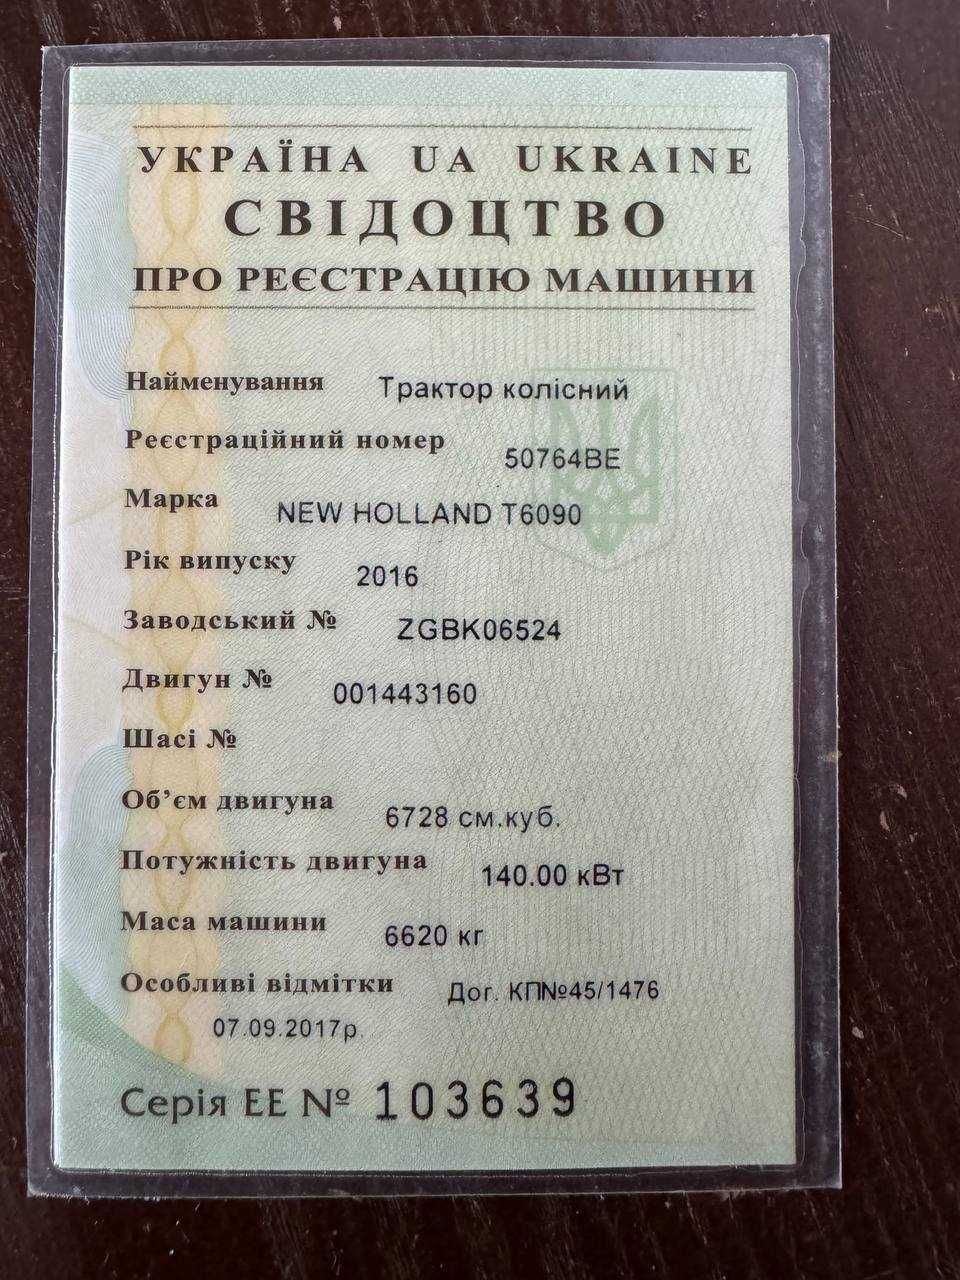 УКРАЇНА UA UKRAINE
СВІДОЦТВО
ПРО РЕЄСТРАЦІЮ МАШИНИ
Найменування Трактор колісний
Реєстраційний номер 50764ВЕ
Марка NEW HOLLAND T6090
Рік випуску 2016
Заводський № ZGBK06524
Двигун № 001443160
Шасі №
Об’єм двигуна 6728 см.куб.
Потужність двигуна 140.00 кВт
Маса машини 6620 кг
Особливі відмітки Дог. КП№45/1476
07.09.2017р.
Серія ЕЕ № 103639